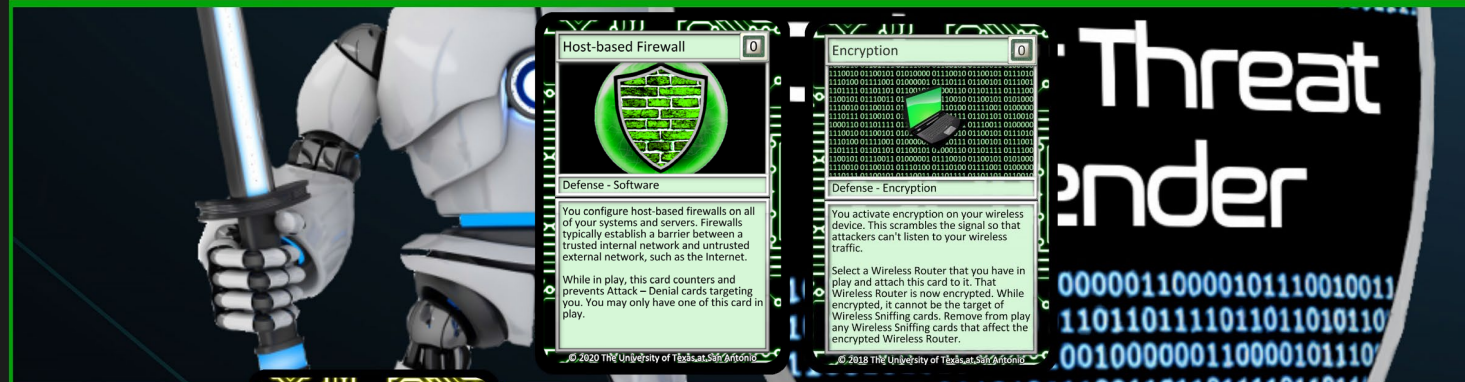 Host-based Firewall
0
Defense - Software
You configure host-based firewalls on all
of your systems and servers. Firewalls
typically establish a barrier between a
trusted internal network and untrusted
external network, such as the Internet.
While in play, this card counters and
prevents Attack – Denial cards targeting
you. You may only have one of this card in
play.
© 2020 The University of Texas at San Antonio
Encryption
0
Defense - Encryption
You activate encryption on your wireless
device. This scrambles the signal so that
attackers can't listen to your wireless
traffic.
Select a Wireless Router that you have in
play and attach this card to it. That
Wireless Router is now encrypted. While
encrypted, it cannot be the target of
Wireless Sniffing cards. Remove from play
any Wireless Sniffing cards that affect the
encrypted Wireless Router.
© 2018 The University of Texas at San Antonio
Threat
ender